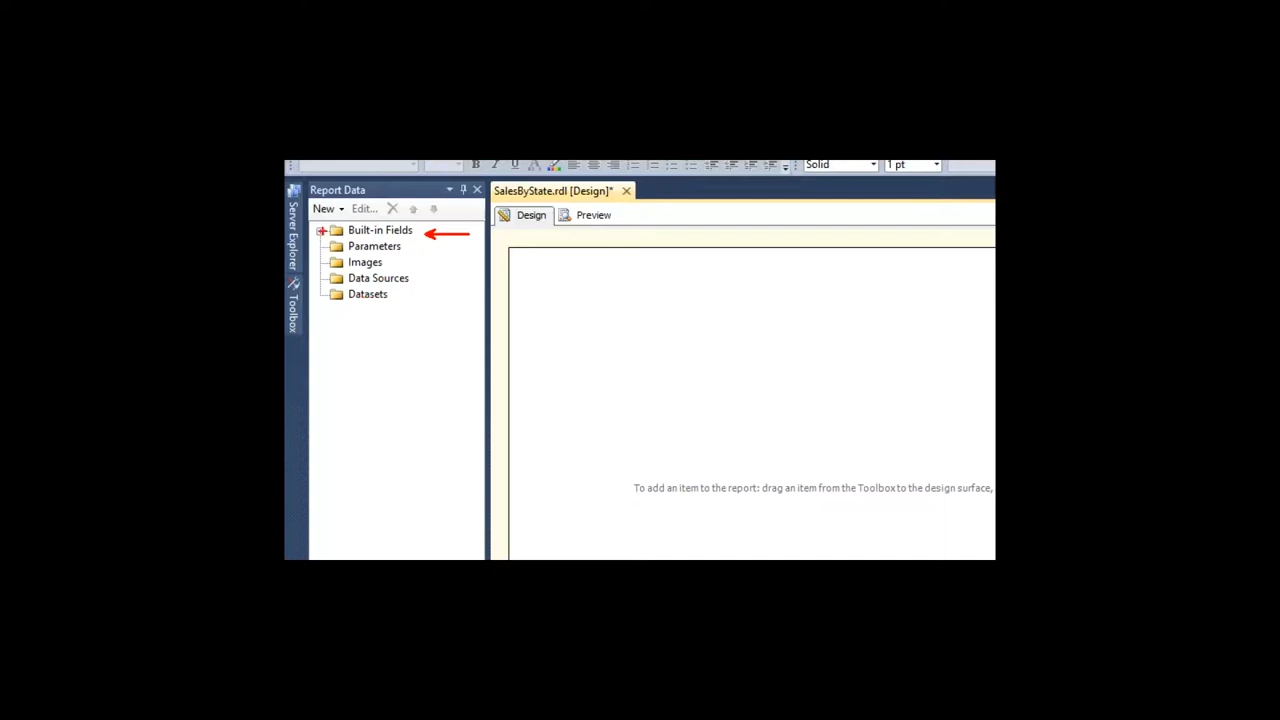 B I U A Solid 1 pt
Report Data
SalesByState.rdl [Design]*
New Edit...
Design Preview
Server Explorer
Toolbox
Built-in Fields
Parameters
Images
Data Sources
Datasets
To add an item to the report: drag an item from the Toolbox to the design surface,